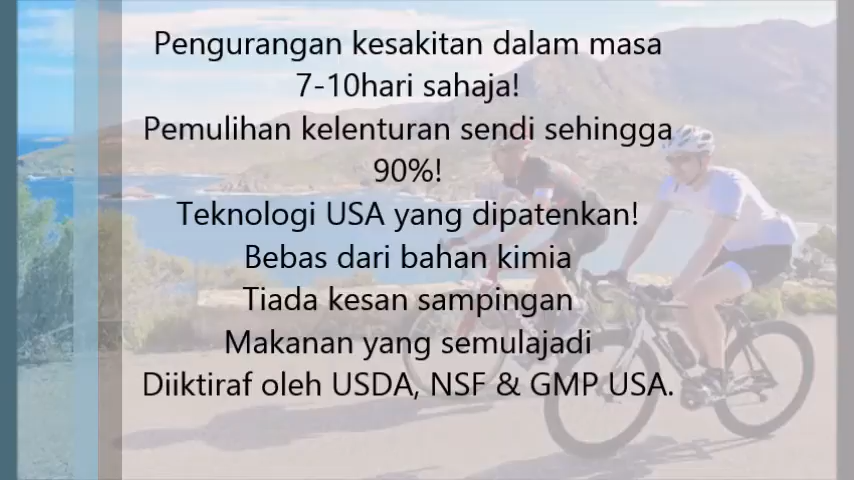 Pengurangan kesakitan dalam masa
7-10hari sahaja!
Pemulihan kelenturan sendi sehingga
90%!
Teknologi USA yang dipatenkan!
Bebas dari bahan kimia
Tiada kesan sampingan
Makanan yang semulajadi
Diiktiraf oleh USDA, NSF & GMP USA.